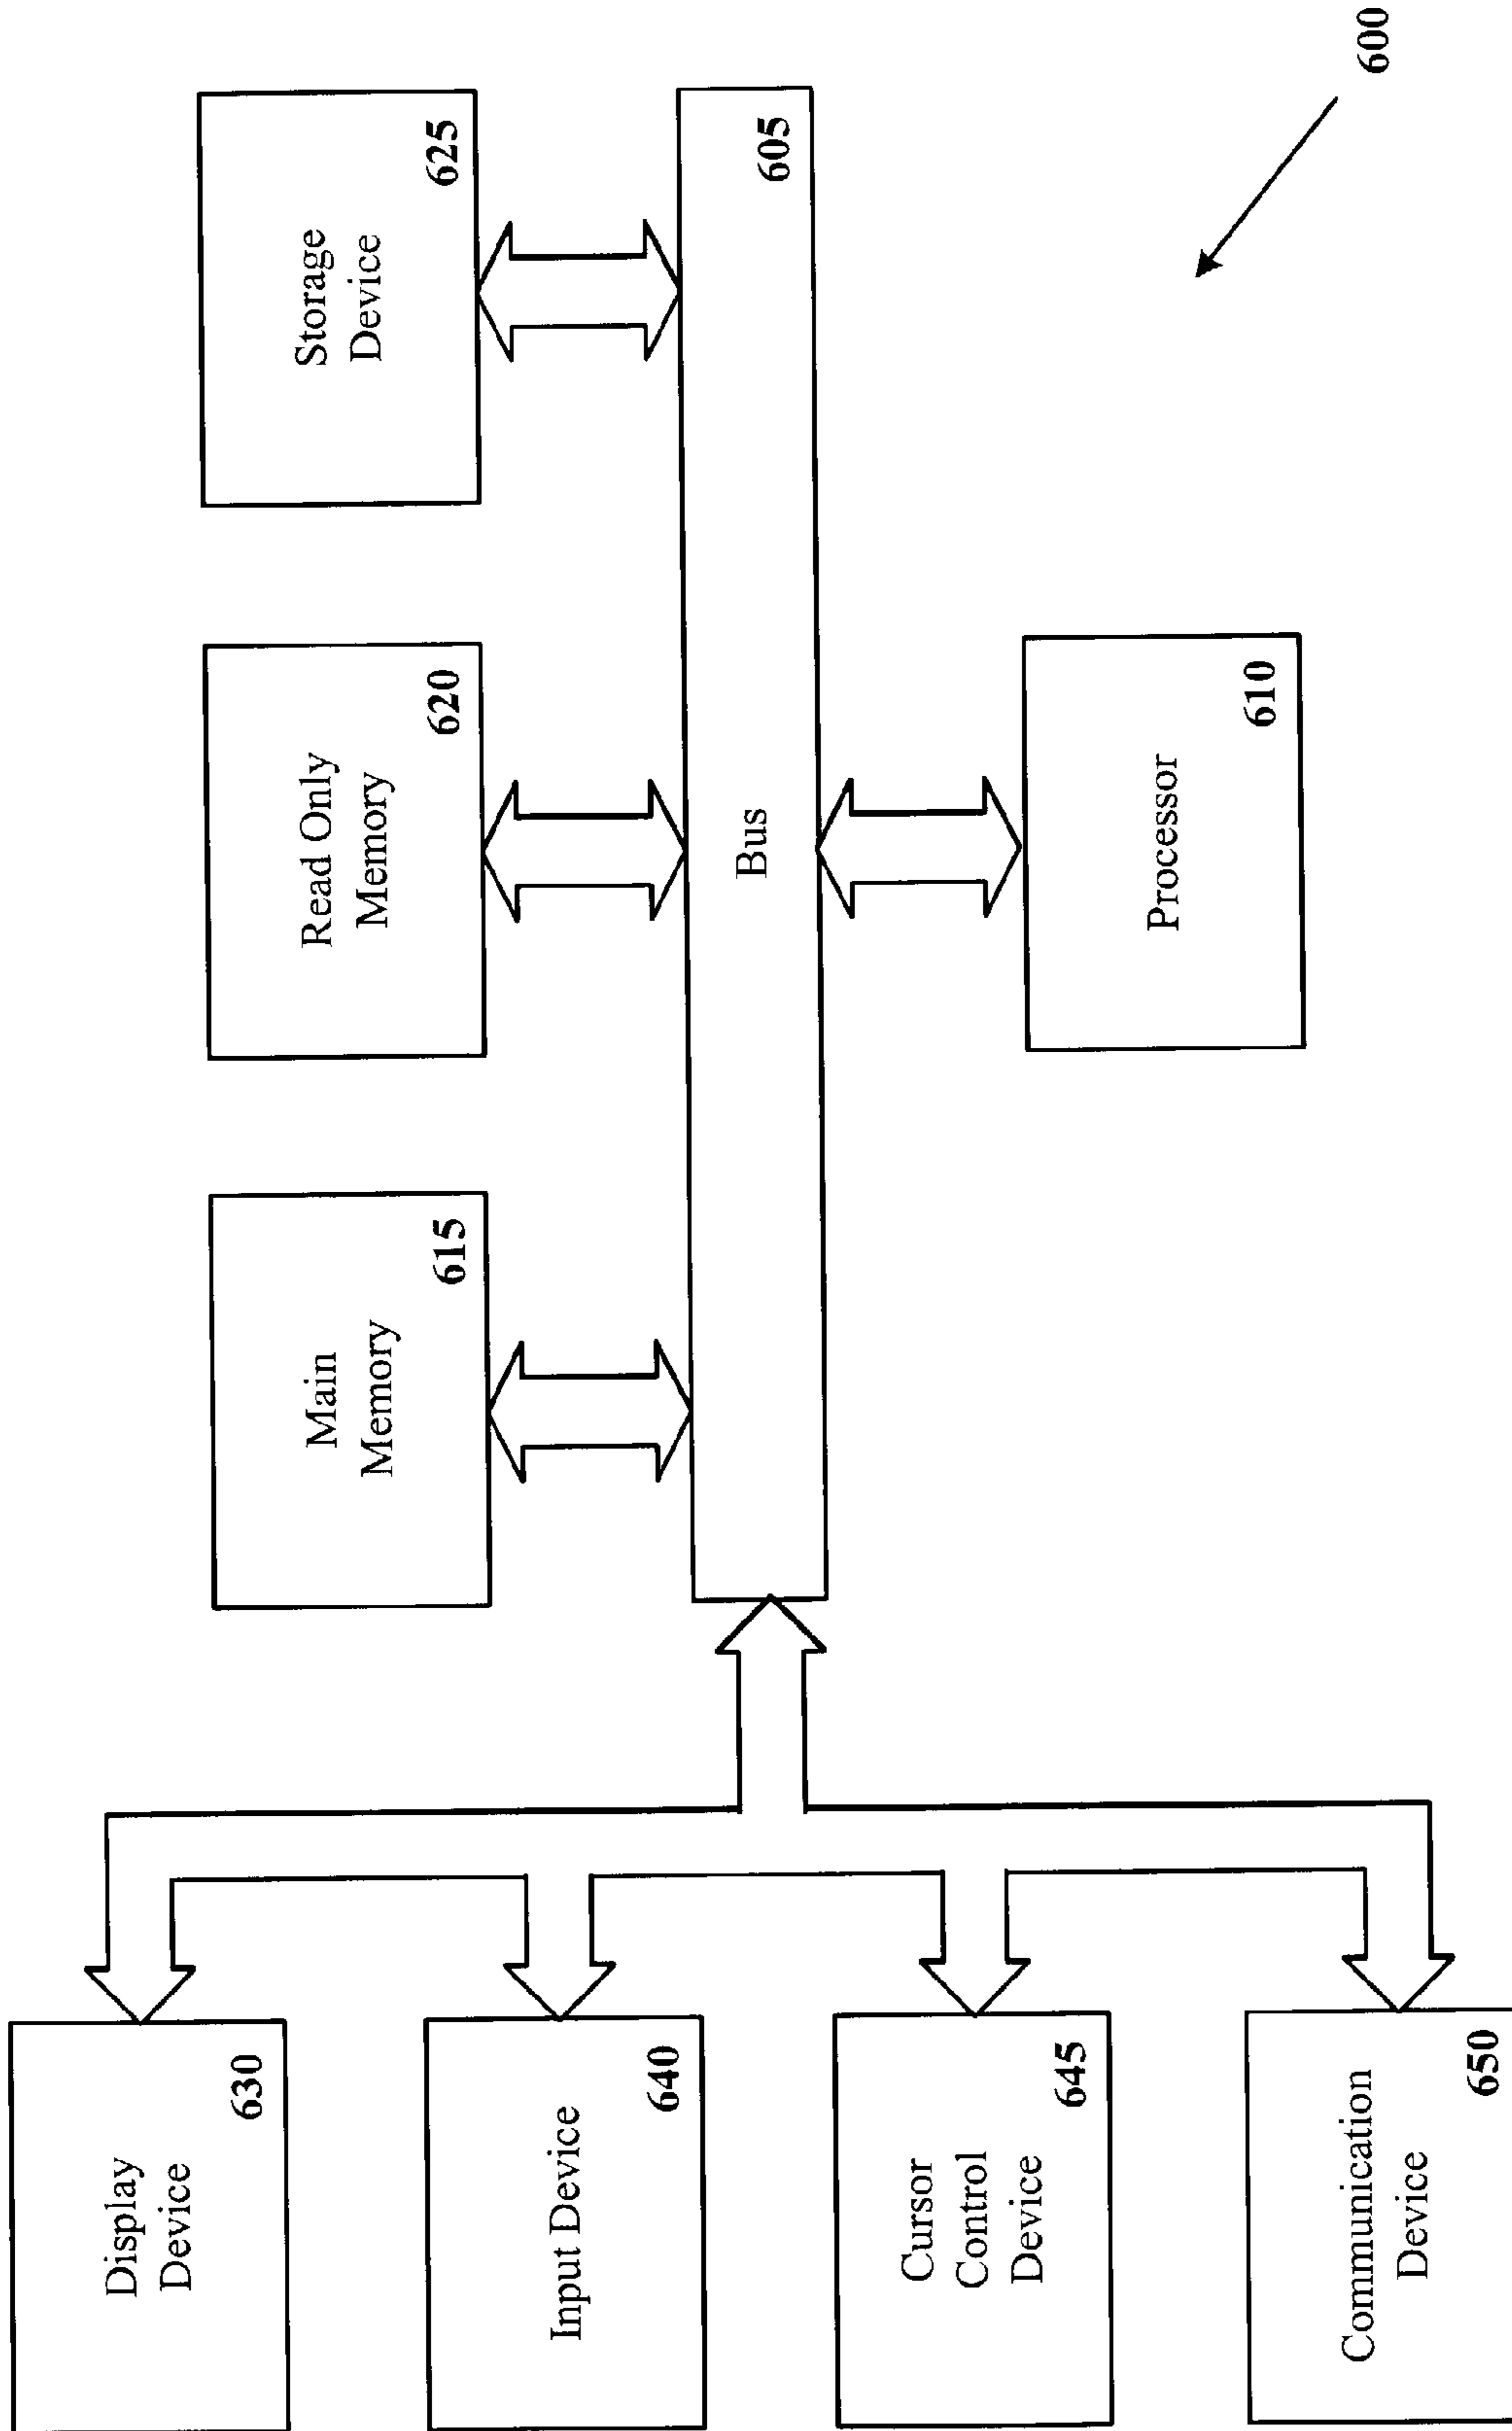 Display
Device
630
Input Device
640
Cursor
Control
Device
645
Communication
Device
650
Main
Memory
615
Read Only
Memory
620
Storage
Device
625
Bus
605
Processor
610
600